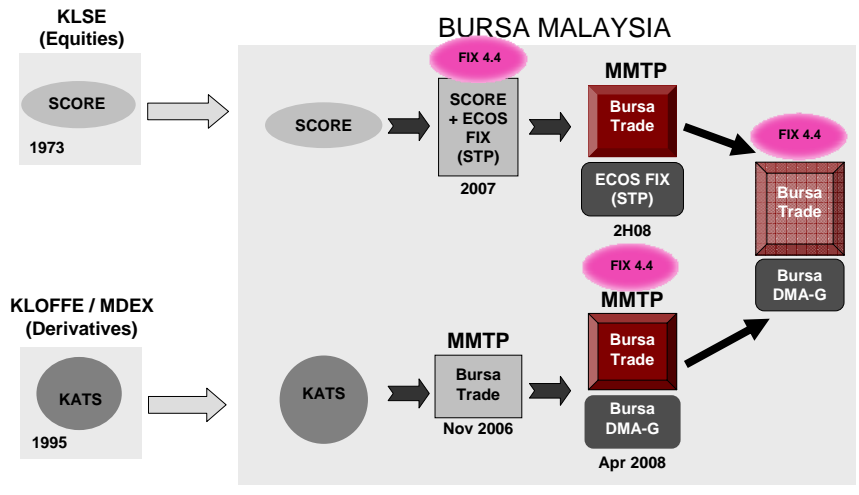 KLSE
(Equities)
SCORE
1973
BURSA MALAYSIA
SCORE
FIX 4.4
SCORE
+ ECOS
FIX
(STP)
2007
MMTP
Bursa
Trade
ECOS FIX
(STP)
2H08
FIX 4.4
Bursa
Trade
Bursa
DMA-G
KLOFFE / MDEX
(Derivatives)
KATS
1995
KATS
MMTP
Bursa
Trade
Nov 2006
FIX 4.4
MMTP
Bursa
Trade
Bursa
DMA-G
Apr 2008